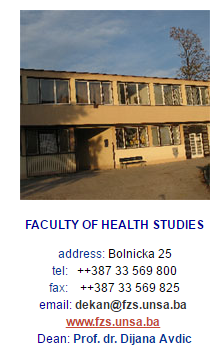 FACULTY OF HEALTH STUDIES
address: Bolnicka 25
tel: ++387 33 569 800
fax: ++387 33 569 825
email: dekan@fzs.unsa.ba
www.fzs.unsa.ba
Dean: Prof. dr. Dijana Avdic